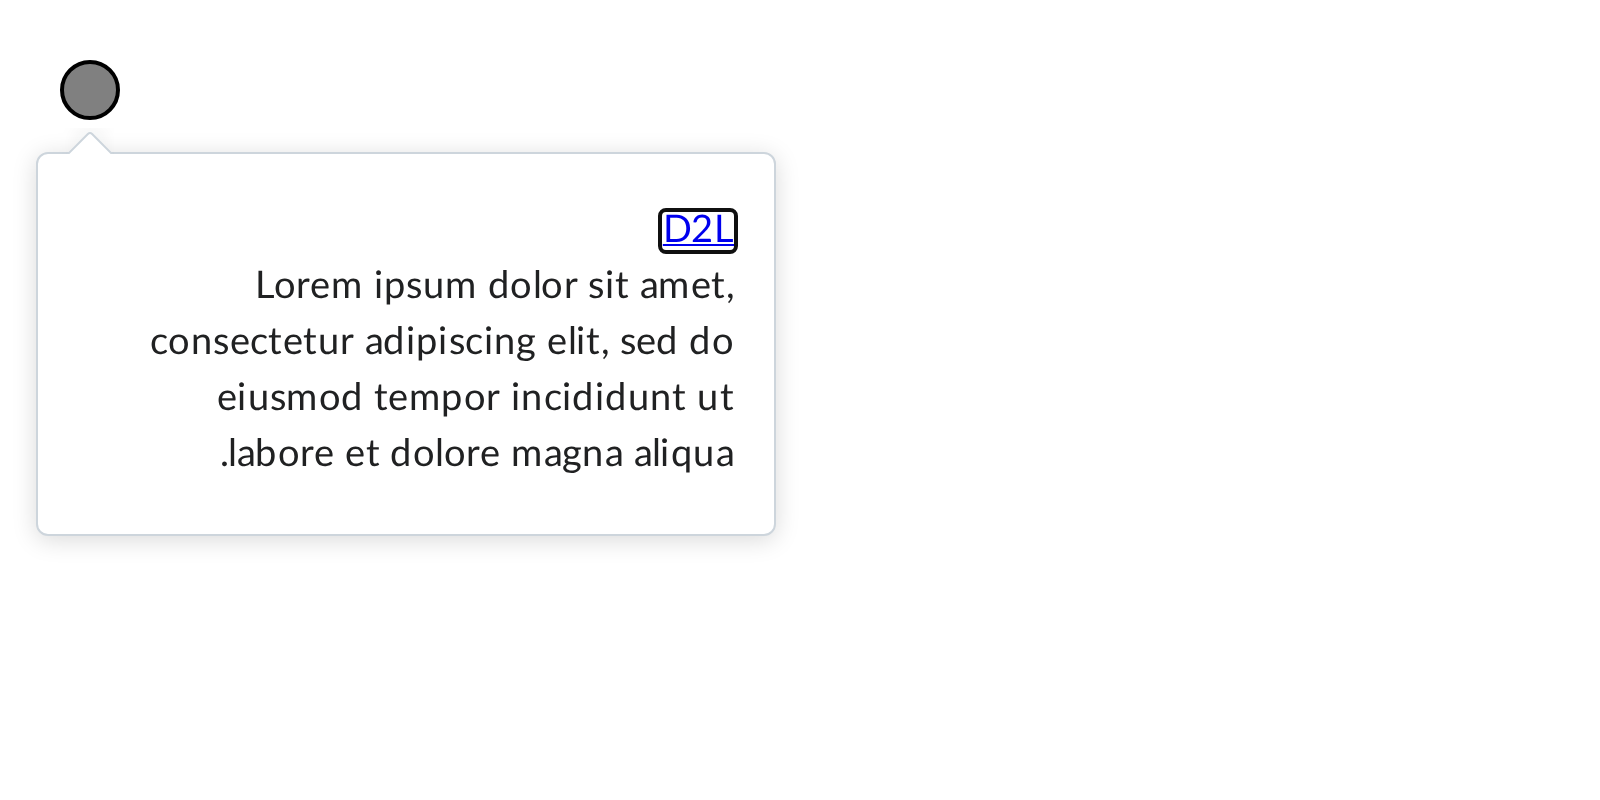 D2L
Lorem ipsum dolor sit amet,
consectetur adipiscing elit, sed do
eiusmod tempor incididunt ut
.labore et dolore magna aliqua